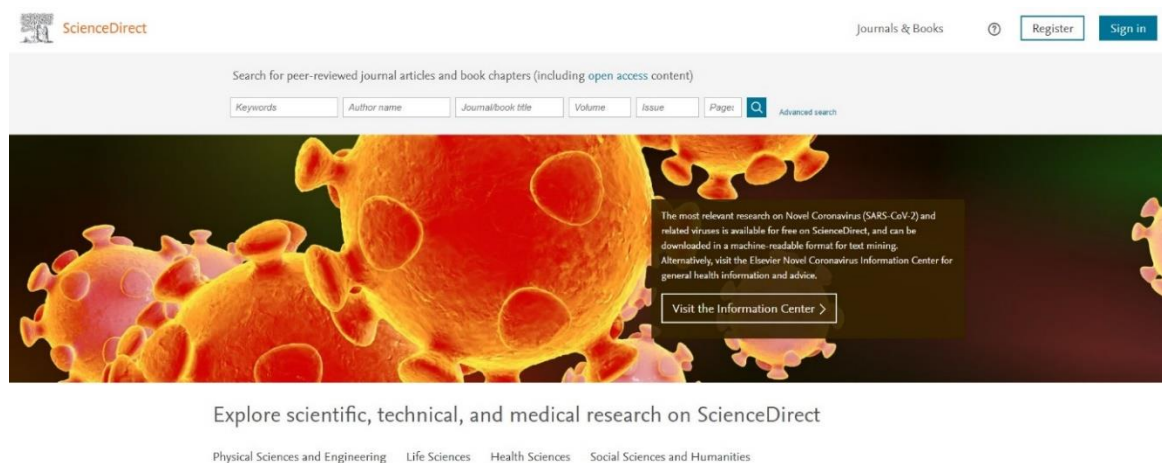 ScienceDirect
Journals & Books
?
Register
Sign in
Search for peer-reviewed journal articles and book chapters (including open access content)
Keywords
Author name
Journal/book title
Volume
Issue
Page:
Advanced search
The most relevant research on Novel Coronavirus (SARS-CoV-2) and
related viruses is available for free on ScienceDirect, and can be
downloaded in a machine-readable format for text mining.
Alternatively, visit the Elsevier Novel Coronavirus Information Center for
general health information and advice.
Visit the Information Center >
Explore scientific, technical, and medical research on ScienceDirect
Physical Sciences and Engineering
Life Sciences
Health Sciences
Social Sciences and Humanities